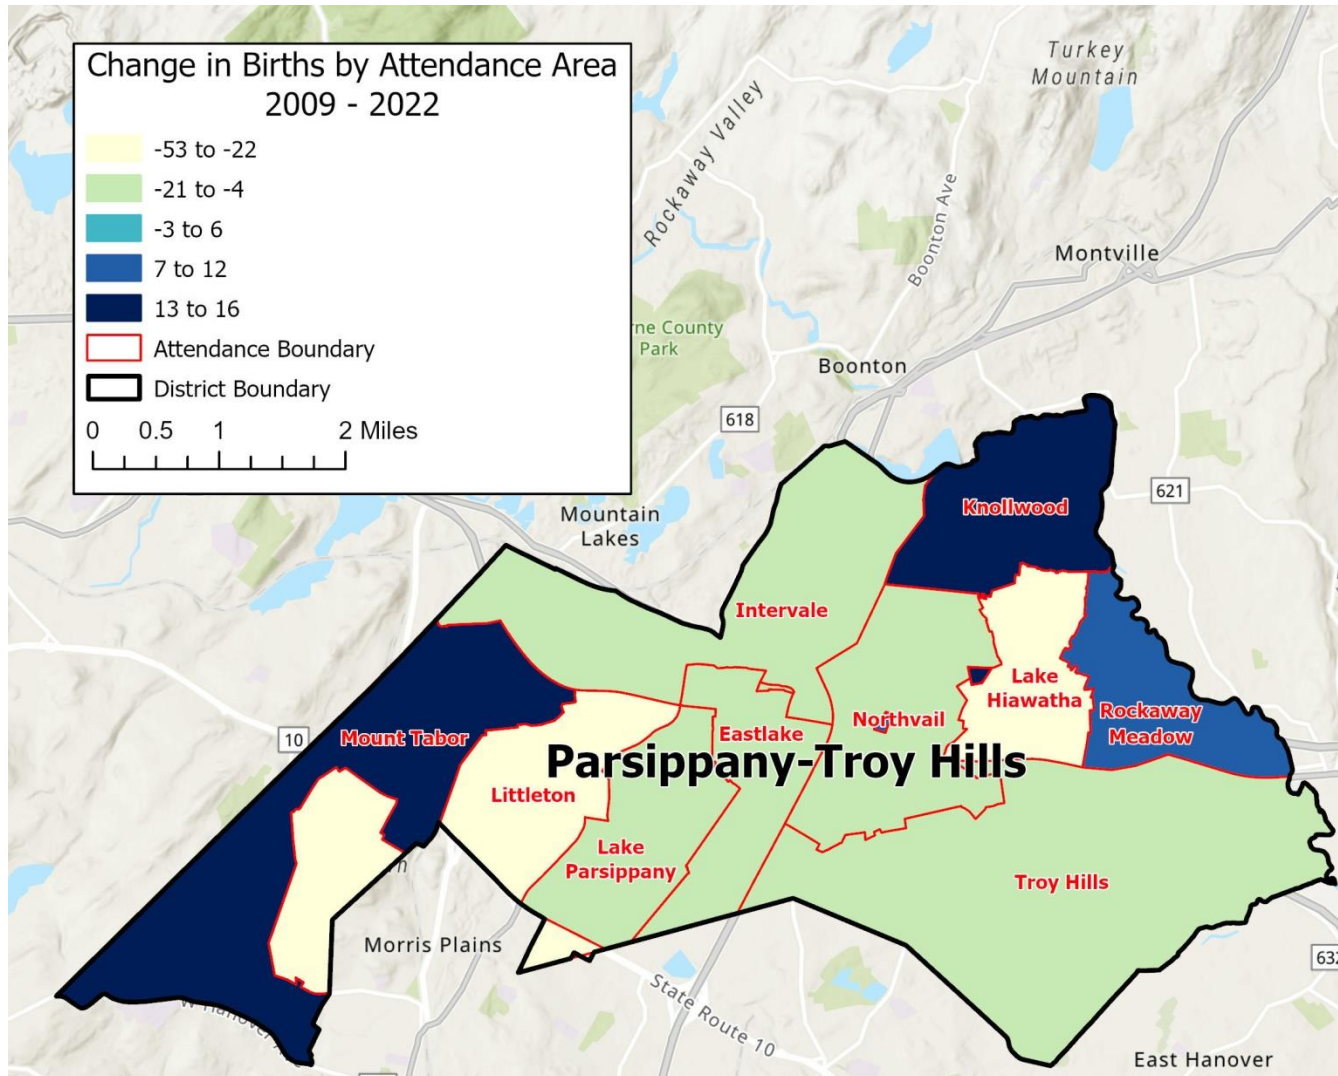 Change in Births by Attendance Area
2009 - 2022
-53 to -22
-21 to -4
-3 to 6
7 to 12
13 to 16
Attendance Boundary
District Boundary
0 0.5 1 2 Miles
Turkey
Mountain
Rockaway Valley
Boonton Ave
Montville
rne County
Park
Boonton
618
621
Mountain
Lakes
Knollwood
Intervale
Lake
Hiawatha
Rockaway
Meadow
Northvail
Eastlake
10
Mount Tabor
Parsippany-Troy Hills
Littleton
Lake
Parsippany
Troy Hills
Morris Plains
State Route 10
632
W Hanover
East Hanover